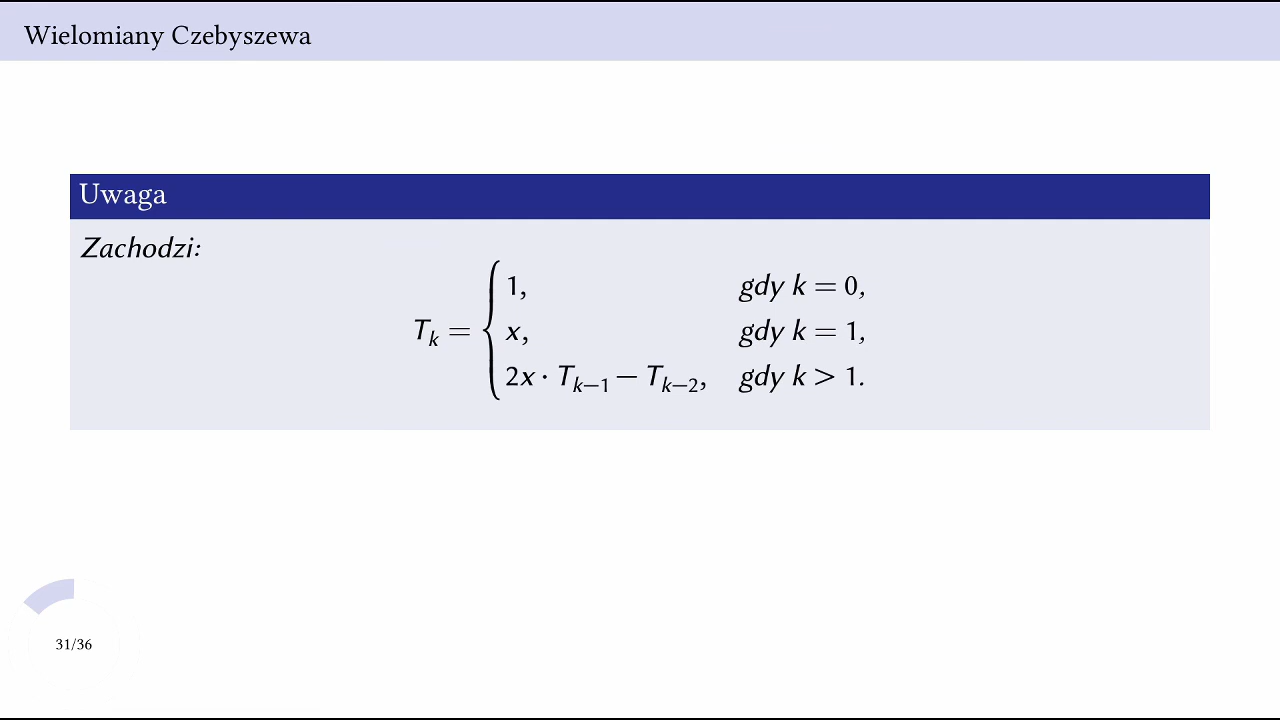 Wielomiany Czebyszewa
Uwaga
Zachodzi:
1, gdy k = 0,
T_k = { x, gdy k = 1,
2x · T_{k−1} − T_{k−2}, gdy k > 1.
31/36